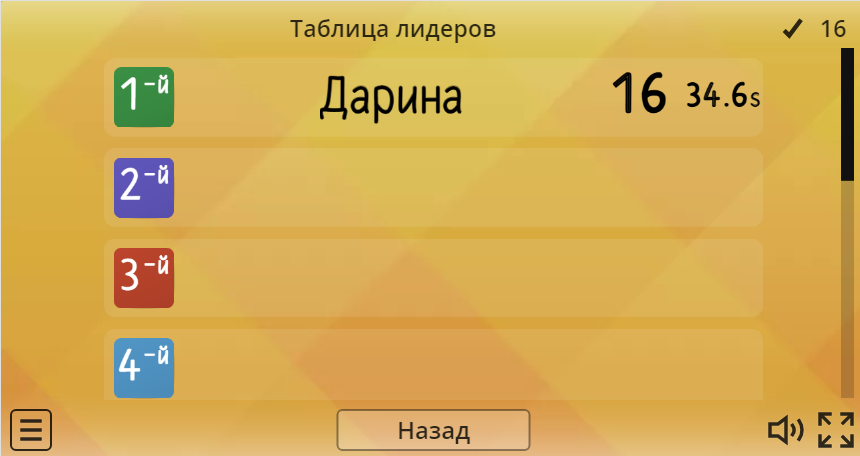 Таблица лидеров
✓ 16
1-й Дарина 16 34.6s
2-й
3-й
4-й
Назад